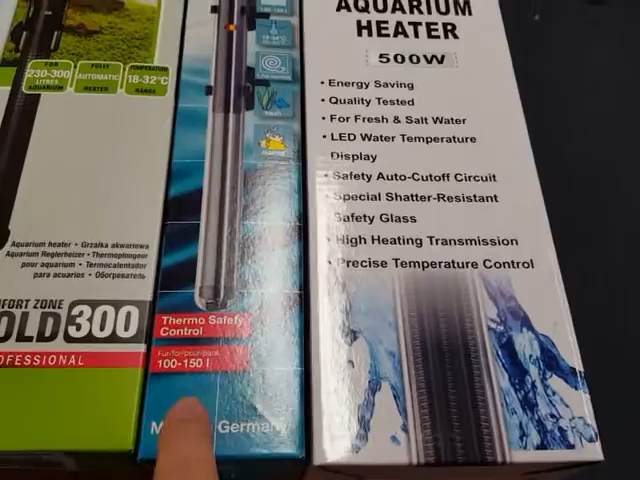 FOR
230-300
LITRES
AQUARIUM
FULLY
AUTOMATIC
HEATER
TEMPERATURE
18-32°C
RANGE
Aquarium heater • Grzałka akwariowa
Aquarium Reglerheizer • Thermoplongeur
pour aquarium • Termocalentador
para acuarios • Обогреватель
FORT ZONE
OLD 300
OFESSIONAL
Thermo Safety
Control
100-150 l
Germany
AQUARIUM
HEATER
500W
• Energy Saving
• Quality Tested
• For Fresh & Salt Water
• LED Water Temperature
Display
• Safety Auto-Cutoff Circuit
• Special Shatter-Resistant
Safety Glass
• High Heating Transmission
• Precise Temperature Control